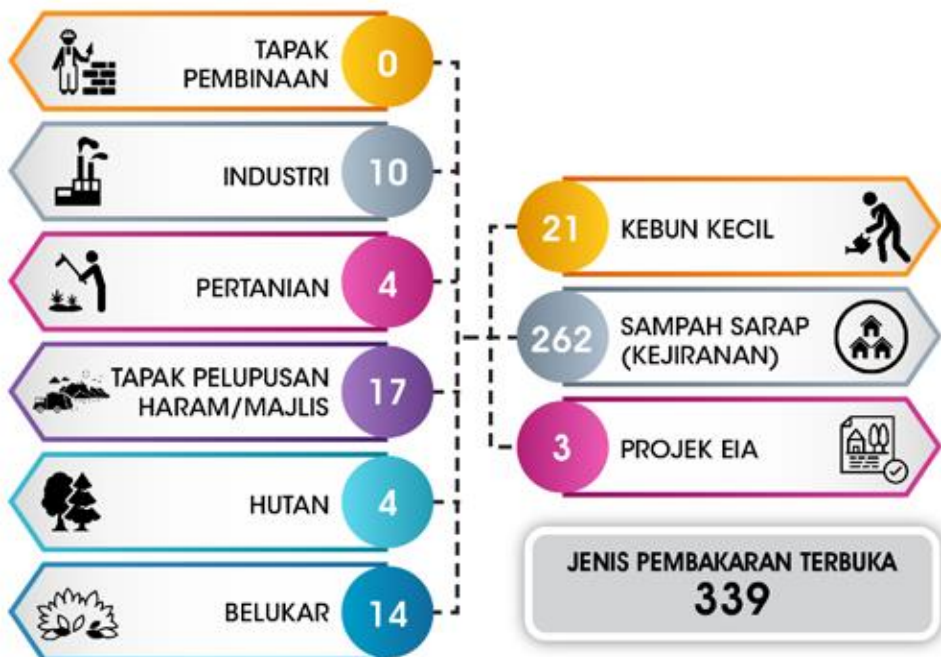 TAPAK
PEMBINAAN
0
INDUSTRI
10
PERTANIAN
4
TAPAK PELUPUSAN
HARAM/MAJLIS
17
HUTAN
4
BELUKAR
14
21
KEBUN KECIL
262
SAMPAH SARAP
(KEJIRANAN)
3
PROJEK EIA
JENIS PEMBAKARAN TERBUKA
339